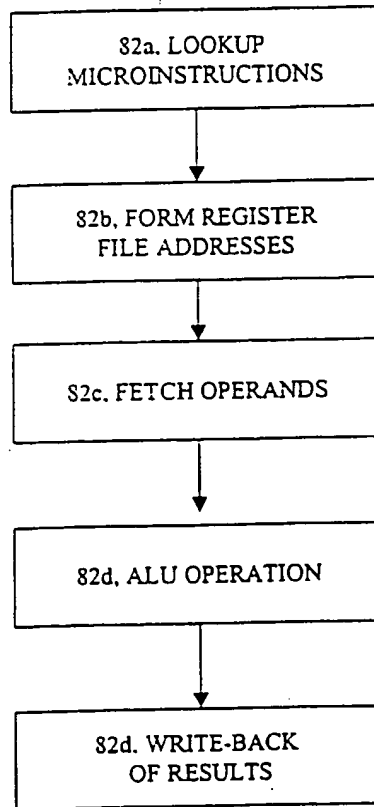 82a. LOOKUP
MICROINSTRUCTIONS
82b, FORM REGISTER
FILE ADDRESSES
82c. FETCH OPERANDS
82d, ALU OPERATION
82d. WRITE-BACK
OF RESULTS